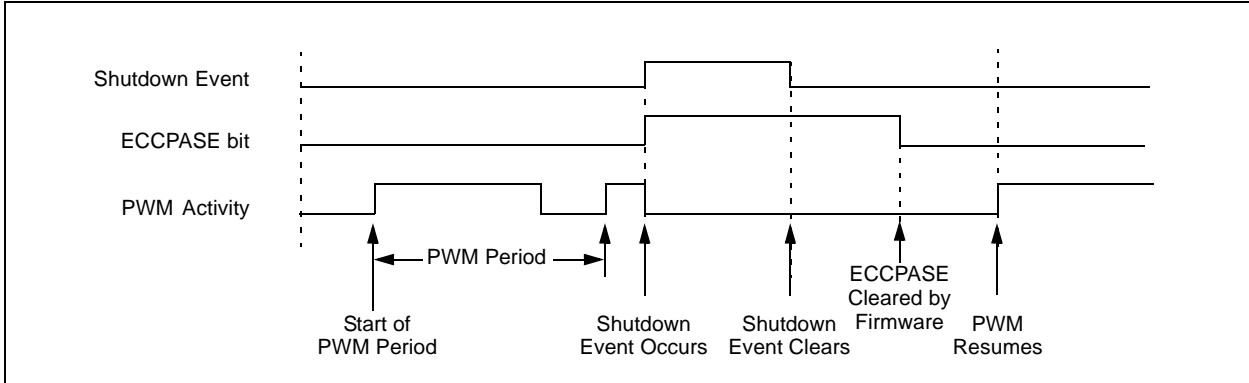 Shutdown Event
ECCPASE bit
PWM Activity
PWM Period
Start of
PWM Period
Shutdown
Event Occurs
Shutdown
Event Clears
ECCPASE
Cleared by
Firmware
PWM
Resumes